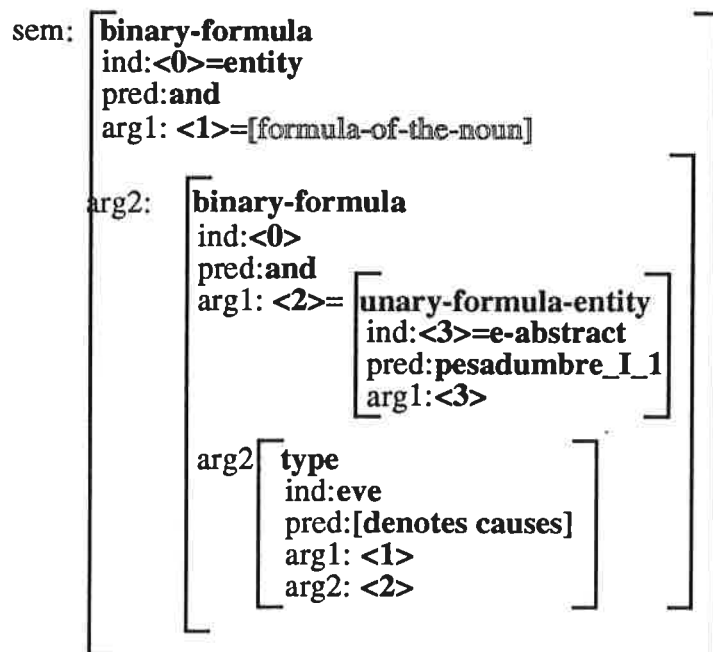 sem: binary-formula
ind:<0>=entity
pred:and
arg1: <1>=[formula-of-the-noun]
arg2: binary-formula
ind:<0>
pred:and
arg1: <2>= unary-formula-entity
ind:<3>=e-abstract
pred:pesadumbre_I_1
arg1:<3>
arg2 type
ind:eve
pred:[denotes causes]
arg1: <1>
arg2: <2>